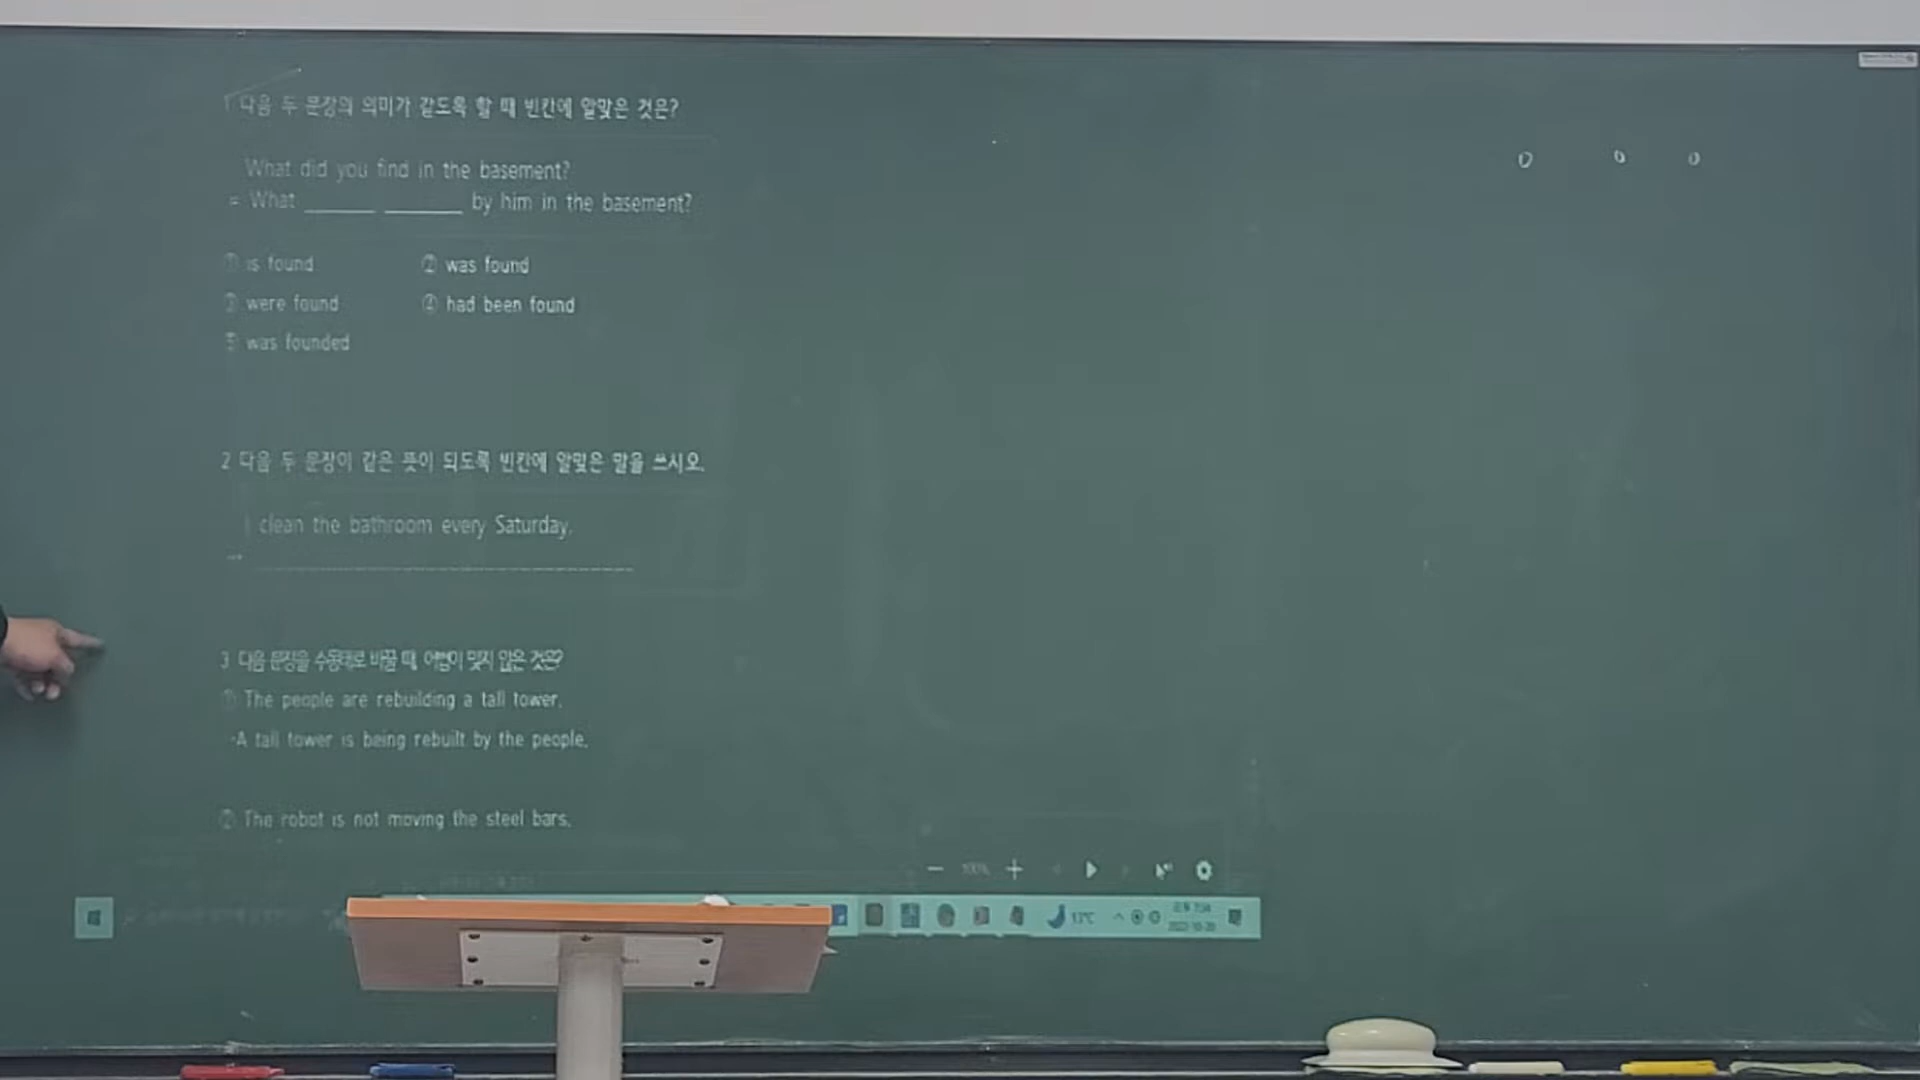 1 다음 두 문장의 의미가 같도록 할 때 빈칸에 알맞은 것은?
What did you find in the basement?
= What ______ ______ by him in the basement?
① is found ② was found
③ were found ④ had been found
⑤ was founded
2 다음 두 문장이 같은 뜻이 되도록 빈칸에 알맞은 말을 쓰시오.
I clean the bathroom every Saturday.
→
3 다음 문장을 수동태로 바꿀 때, 어법이 맞지 않은 것은?
① The people are rebuilding a tall tower.
-A tall tower is being rebuilt by the people.
② The robot is not moving the steel bars.
100%
2022-10-20